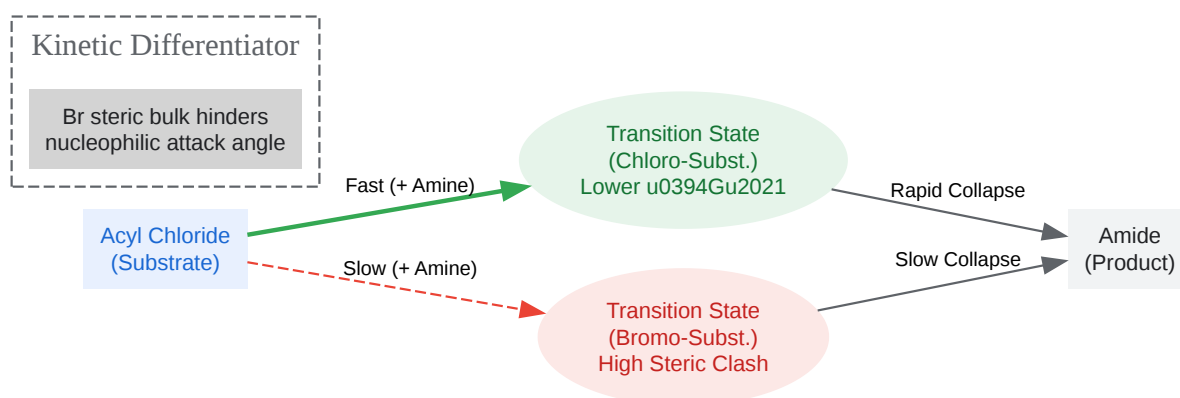 Kinetic Differentiator
Br steric bulk hinders
nucleophilic attack angle
Acyl Chloride
(Substrate)
Fast (+ Amine)
Slow (+ Amine)
Transition State
(Chloro-Subst.)
Lower u0394Gu2021
Transition State
(Bromo-Subst.)
High Steric Clash
Rapid Collapse
Slow Collapse
Amide
(Product)